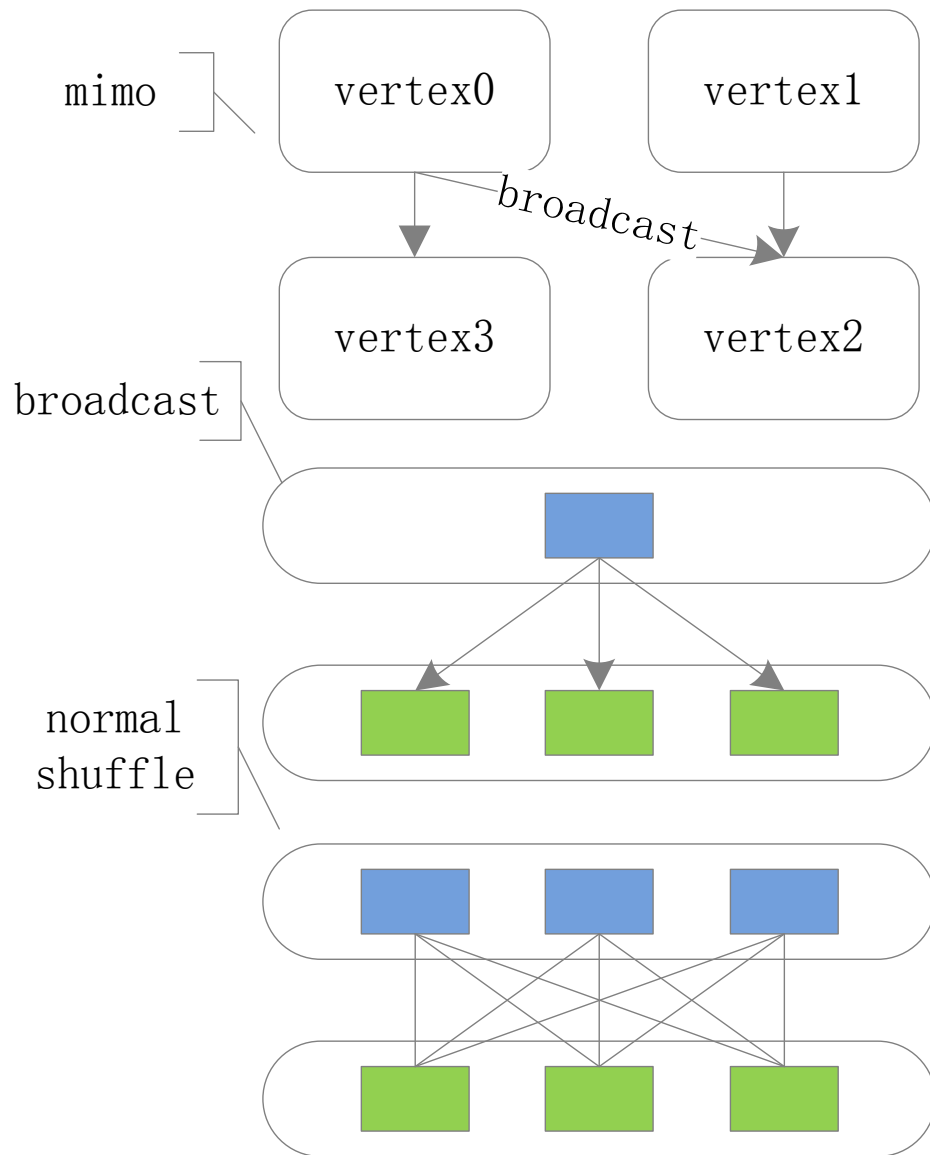 mimo
vertex0
vertex1
broadcast
vertex3
vertex2
broadcast
normal
shuffle